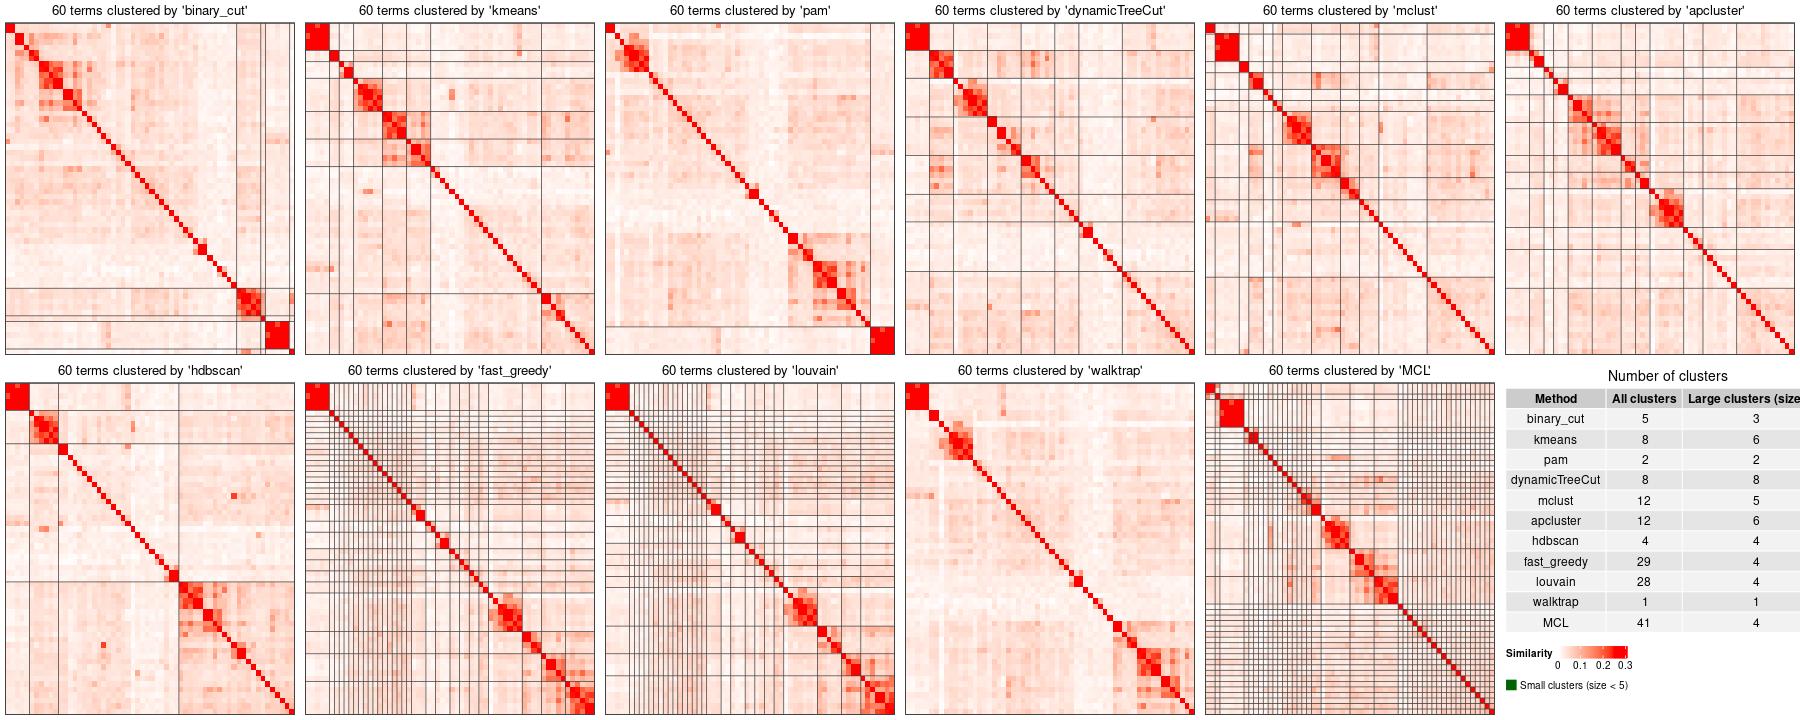 60 terms clustered by 'binary_cut'
60 terms clustered by 'kmeans'
60 terms clustered by 'pam'
60 terms clustered by 'dynamicTreeCut'
60 terms clustered by 'mclust'
60 terms clustered by 'apcluster'
60 terms clustered by 'hdbscan'
60 terms clustered by 'fast_greedy'
60 terms clustered by 'louvain'
60 terms clustered by 'walktrap'
60 terms clustered by 'MCL'
Number of clusters
Method All clusters Large clusters (size
binary_cut 5 3
kmeans 8 6
pam 2 2
dynamicTreeCut 8 8
mclust 12 5
apcluster 12 6
hdbscan 4 4
fast_greedy 29 4
louvain 28 4
walktrap 1 1
MCL 41 4
Similarity
0 0.1 0.2 0.3
Small clusters (size < 5)